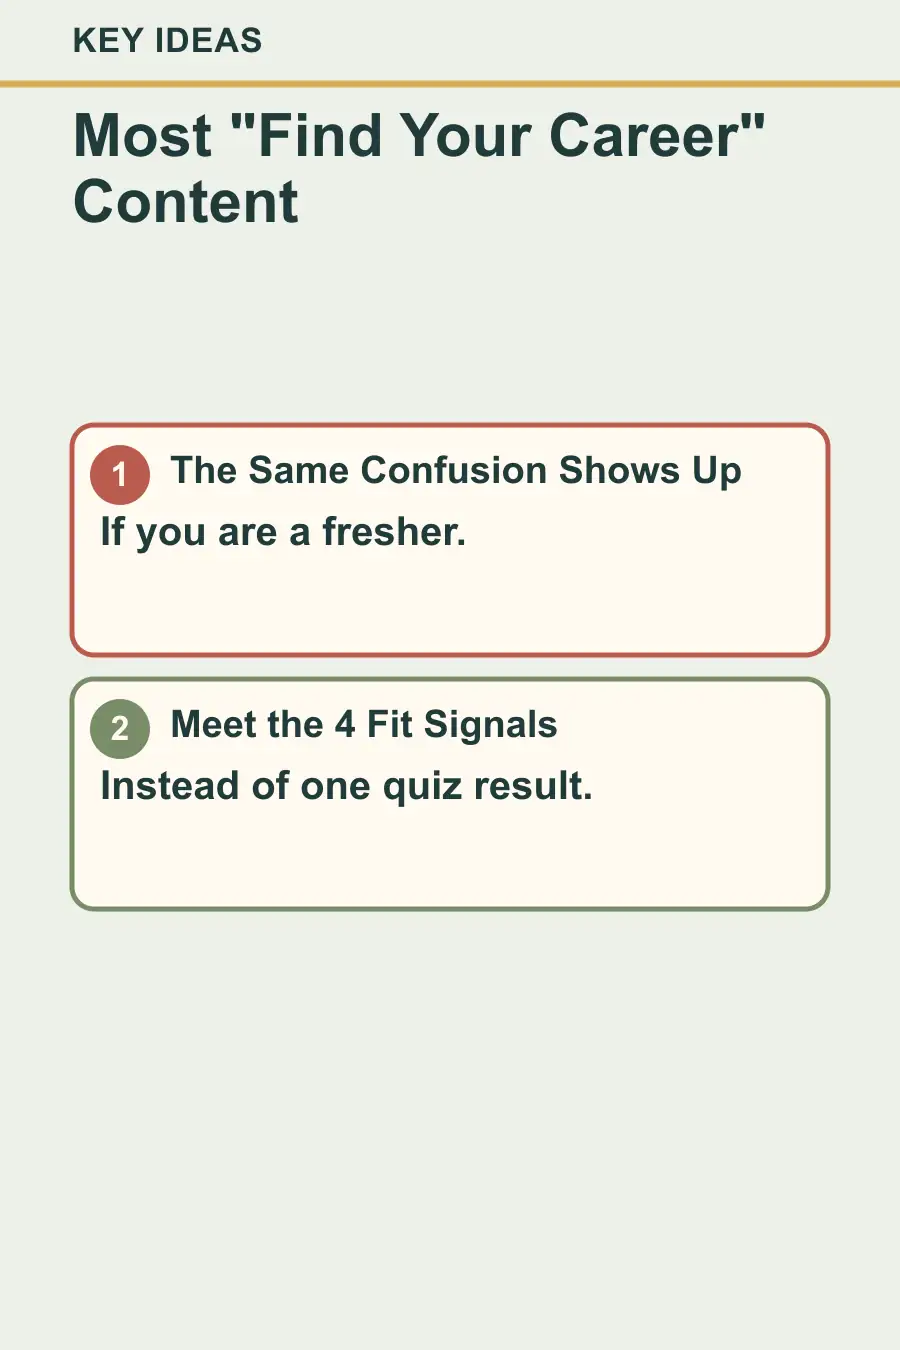 KEY IDEAS
Most "Find Your Career"
Content
1 The Same Confusion Shows Up
If you are a fresher.
2 Meet the 4 Fit Signals
Instead of one quiz result.